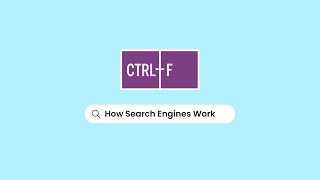 CTRL+F
How Search Engines Work